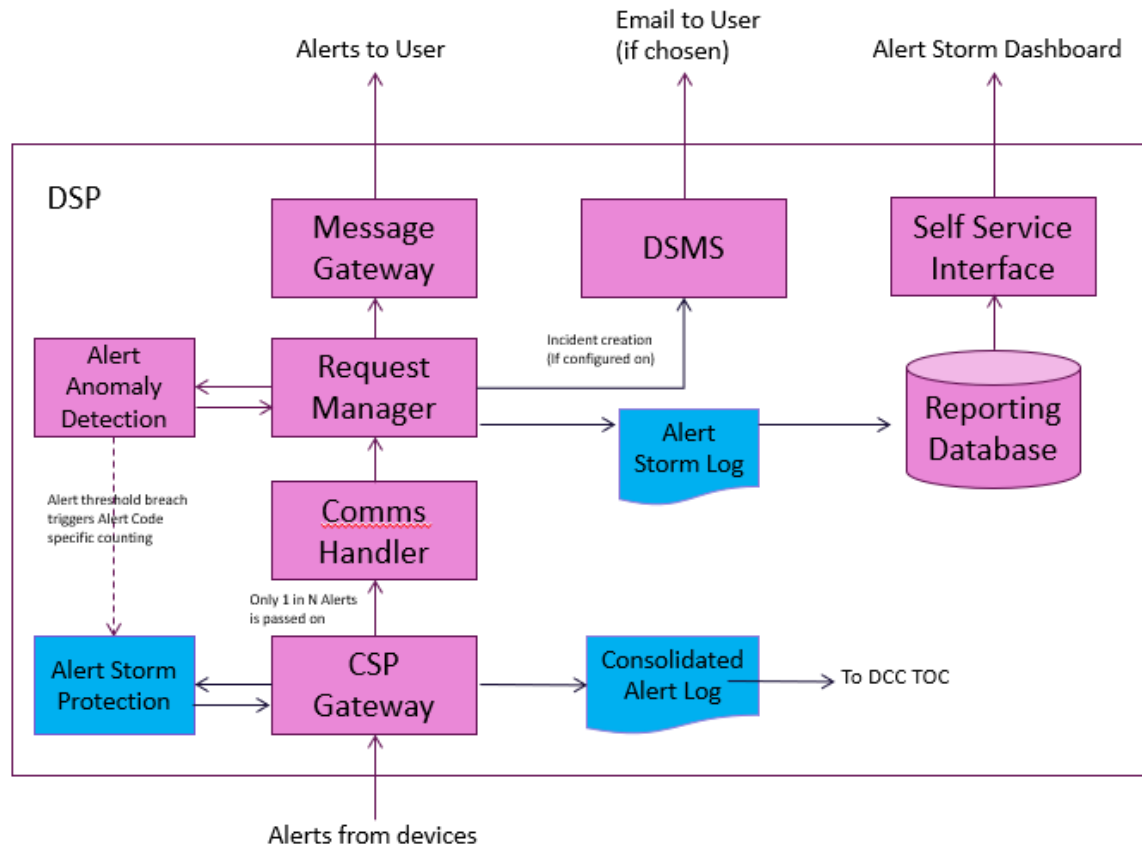 Alerts to User
Email to User
(if chosen)
Alert Storm Dashboard
DSP
Message
Gateway
DSMS
Self Service
Interface
Alert
Anomaly
Detection
Request
Manager
Incident creation
(If configured on)
Alert
Storm Log
Reporting
Database
Alert threshold breach
triggers Alert Code
specific counting
Comms
Handler
Only 1 in N Alerts
is passed on
Alert Storm
Protection
CSP
Gateway
Consolidated
Alert Log
To DCC TOC
Alerts from devices